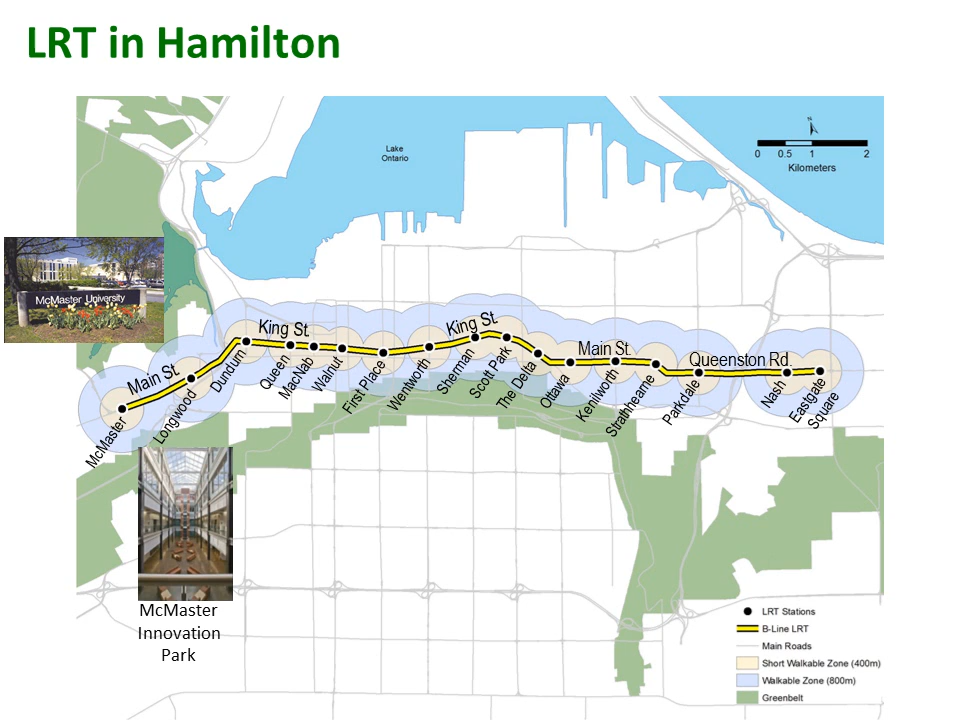 LRT in Hamilton
Lake
Ontario
N
0 0.5 1 2
Kilometers
McMaster University
Main St.
King St.
King St.
Main St.
Queenston Rd.
McMaster
Longwood
Dundurn
Queen
MacNab
Walnut
First Place
Wentworth
Sherman
Scott Park
The Delta
Ottawa
Kenilworth
Strathhearne
Parkdale
Nash
Eastgate
Square
McMaster
Innovation
Park
LRT Stations
B-Line LRT
Main Roads
Short Walkable Zone (400m)
Walkable Zone (800m)
Greenbelt